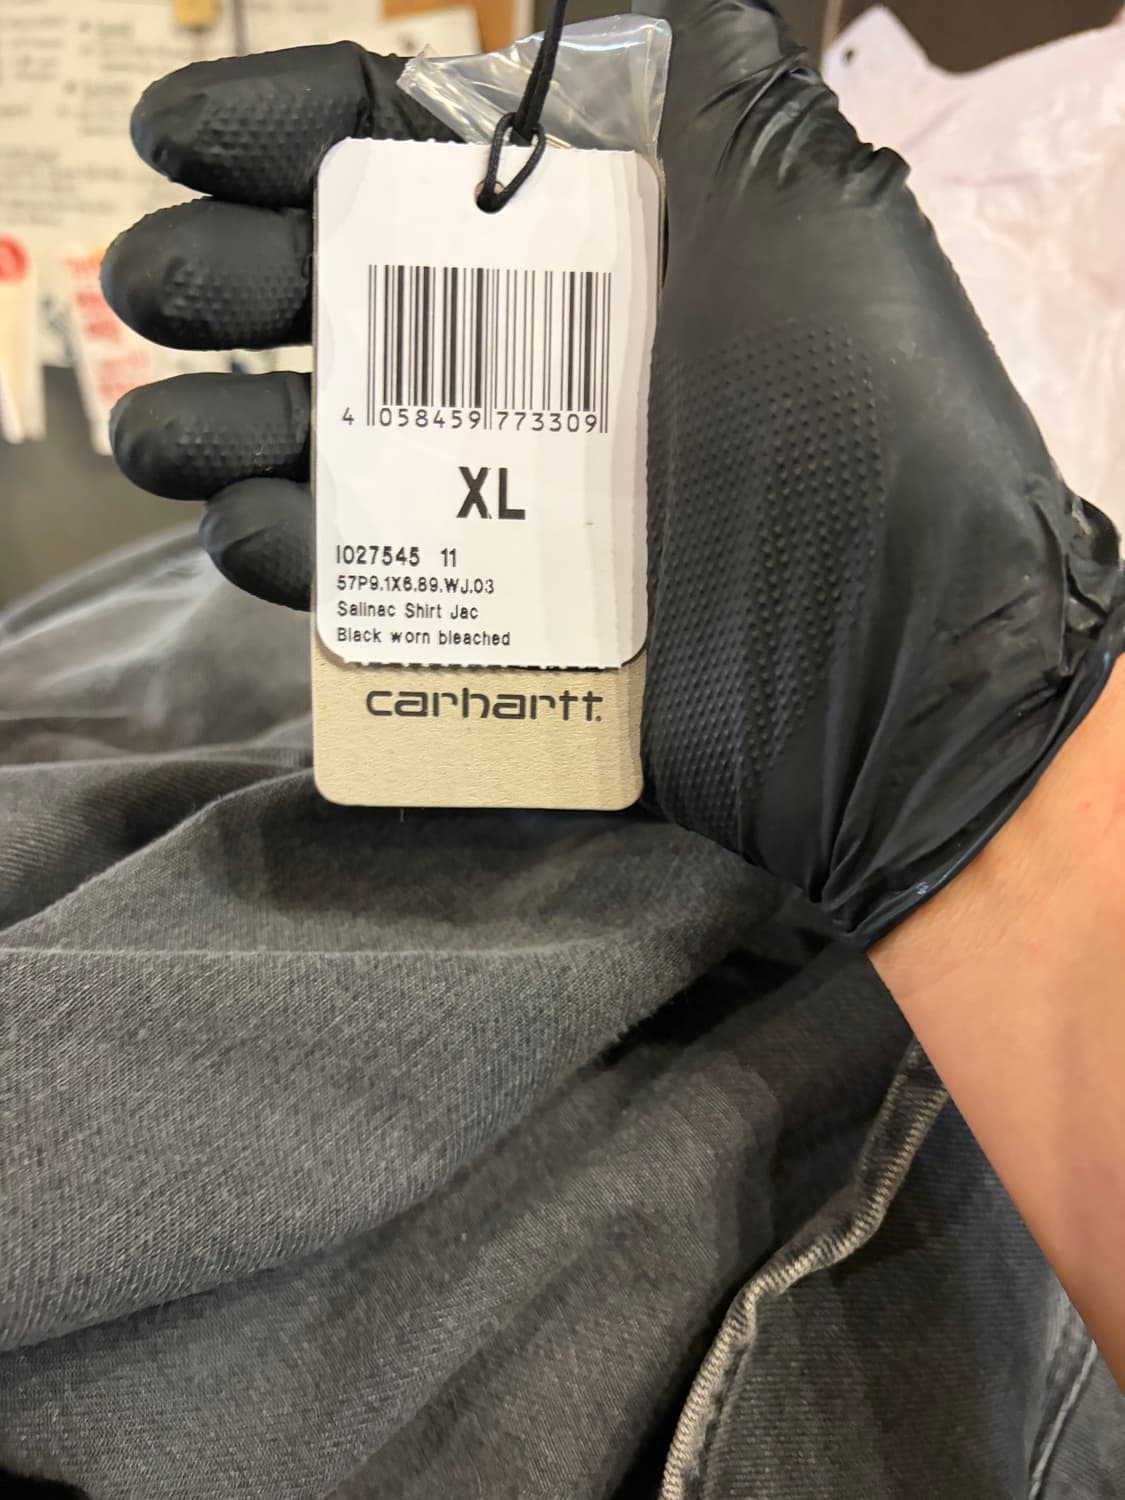 4 058459 773309
XL
I027545 11
57P9.1X6.89.WJ.03
Salinac Shirt Jac
Black worn bleached
carhartt.